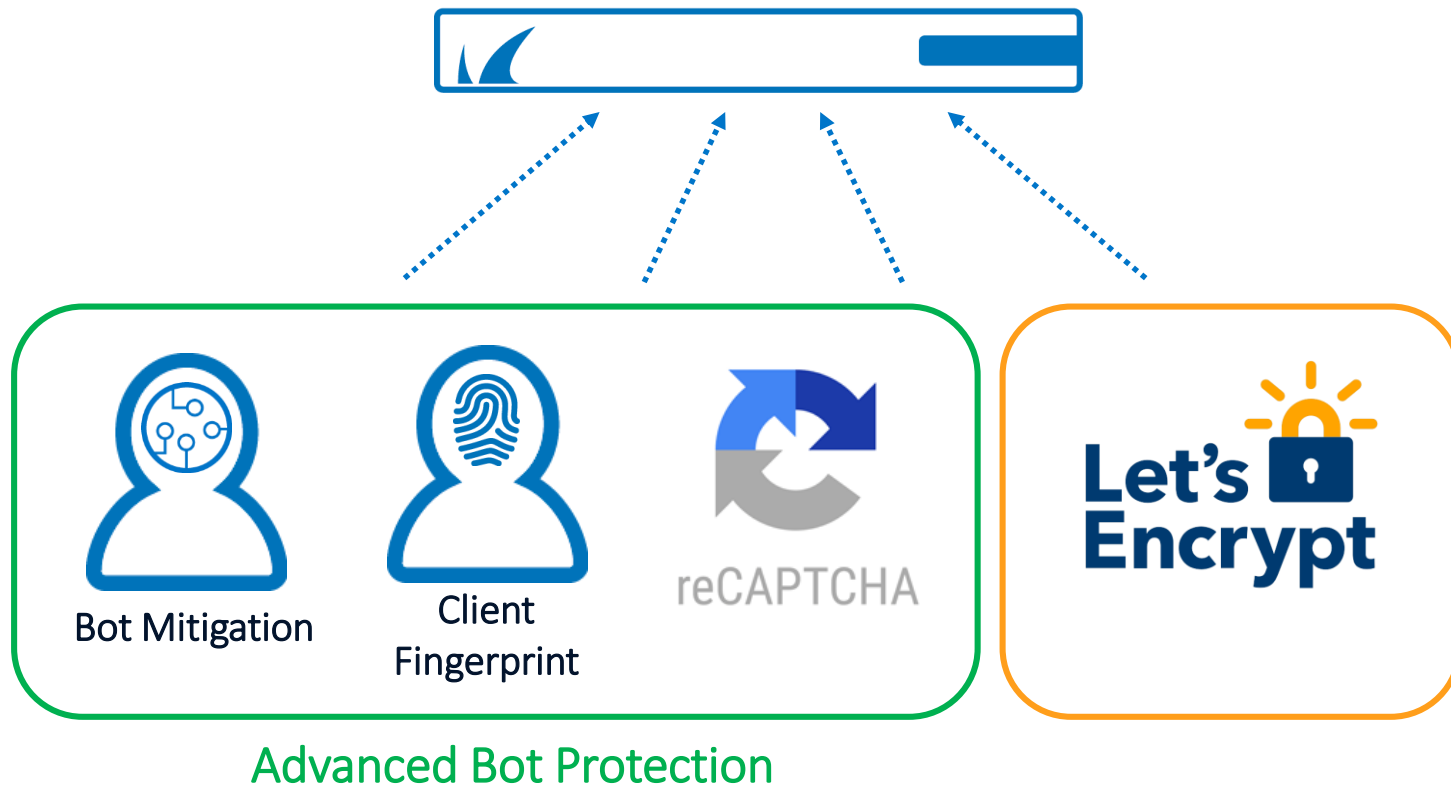 Bot Mitigation
Client
Fingerprint
reCAPTCHA
Let's
Encrypt
Advanced Bot Protection